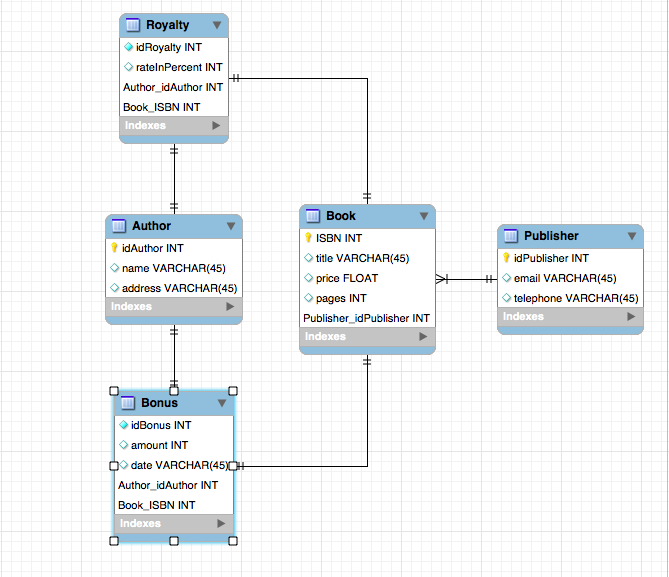 Royalty
idRoyalty INT
rateInPercent INT
Author_idAuthor INT
Book_ISBN INT
Indexes
Author
idAuthor INT
name VARCHAR(45)
address VARCHAR(45)
Indexes
Book
ISBN INT
title VARCHAR(45)
price FLOAT
pages INT
Publisher_idPublisher INT
Indexes
Publisher
idPublisher INT
email VARCHAR(45)
telephone VARCHAR(45)
Indexes
Bonus
idBonus INT
amount INT
date VARCHAR(45)
Author_idAuthor INT
Book_ISBN INT
Indexes